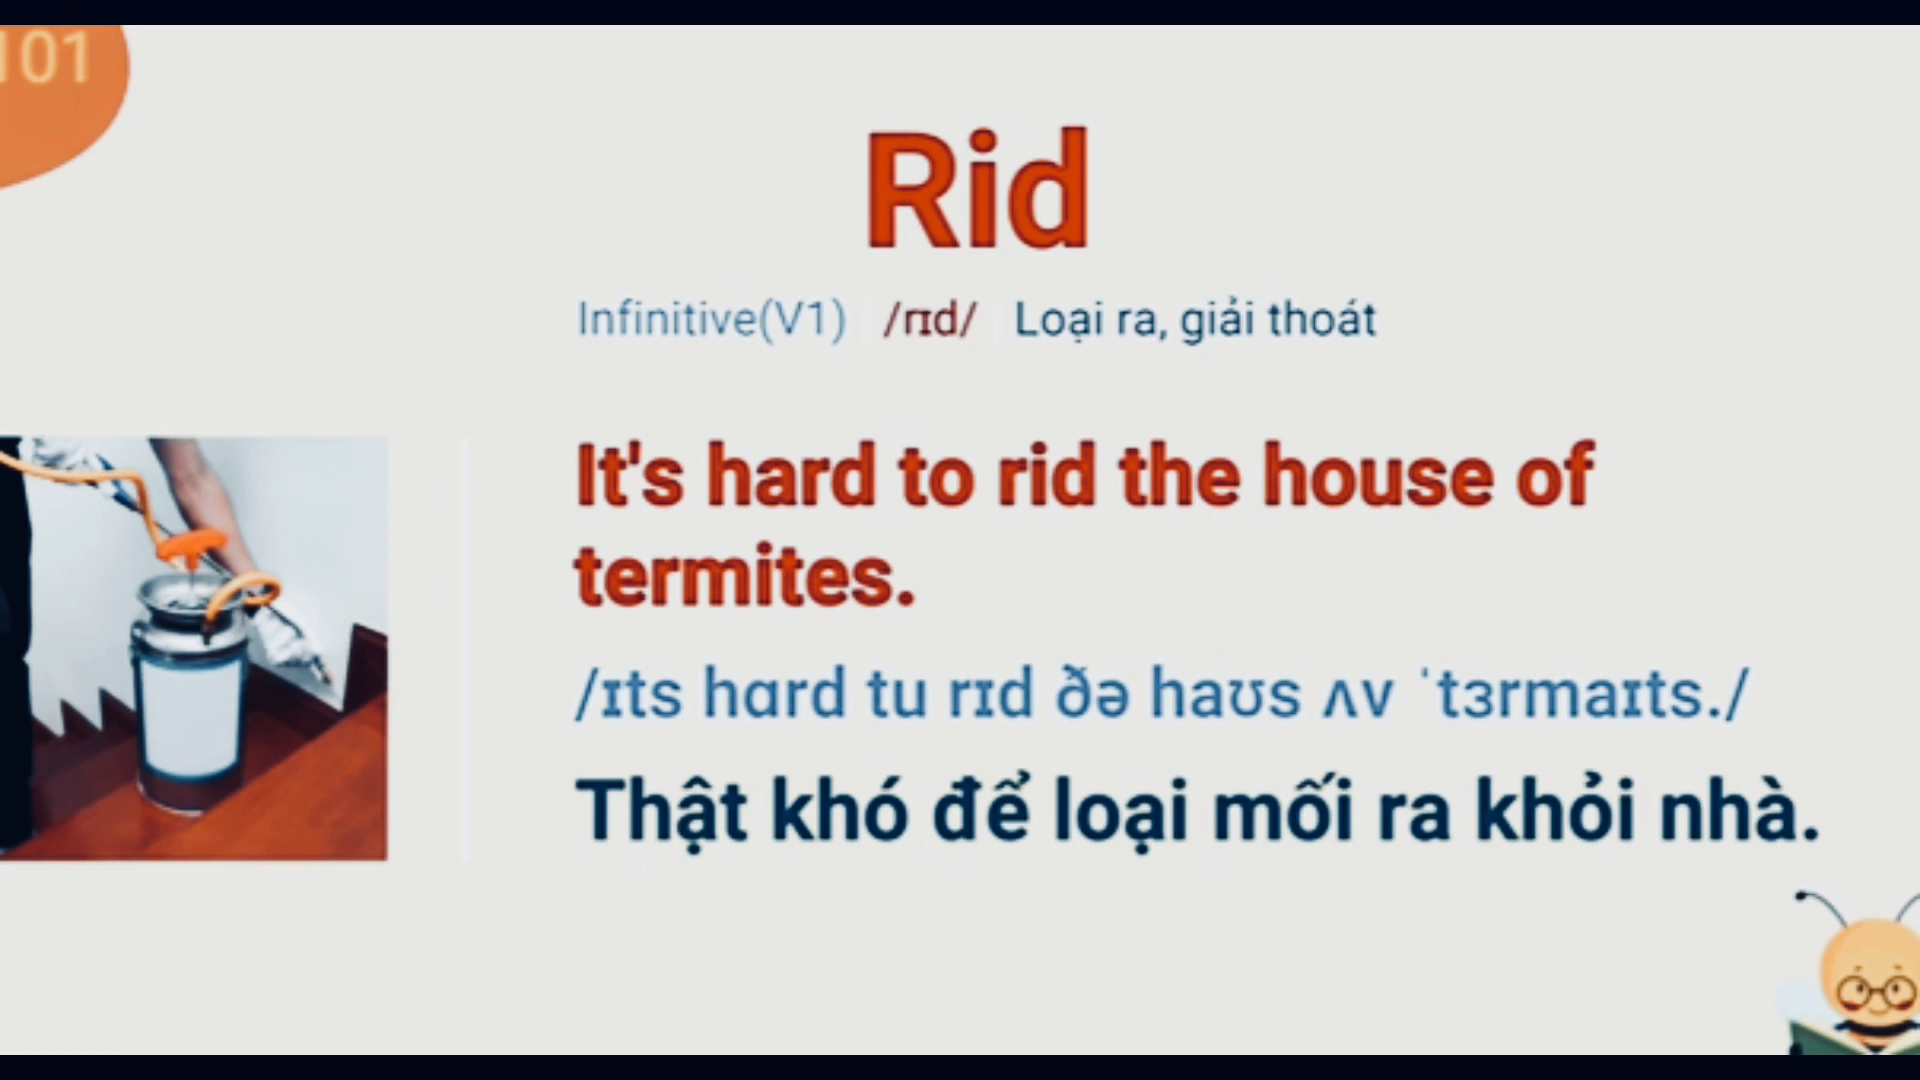 101
Rid
Infinitive(V1) /rɪd/ Loại ra, giải thoát
It's hard to rid the house of
termites.
/ɪts hɑrd tu rɪd ðə haʊs ʌv ˈtɜrmaɪts./
Thật khó để loại mối ra khỏi nhà.